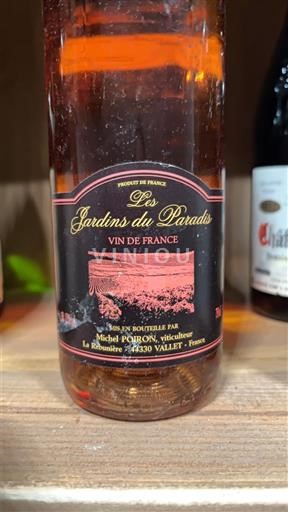 PRODUIT DE FRANCE
Les
Jardins du Paradis
VIN DE FRANCE
VINIOU
MIS EN BOUTEILLE PAR
Michel POIRON, viticulteur
La Rébunière - 44330 VALLET - France